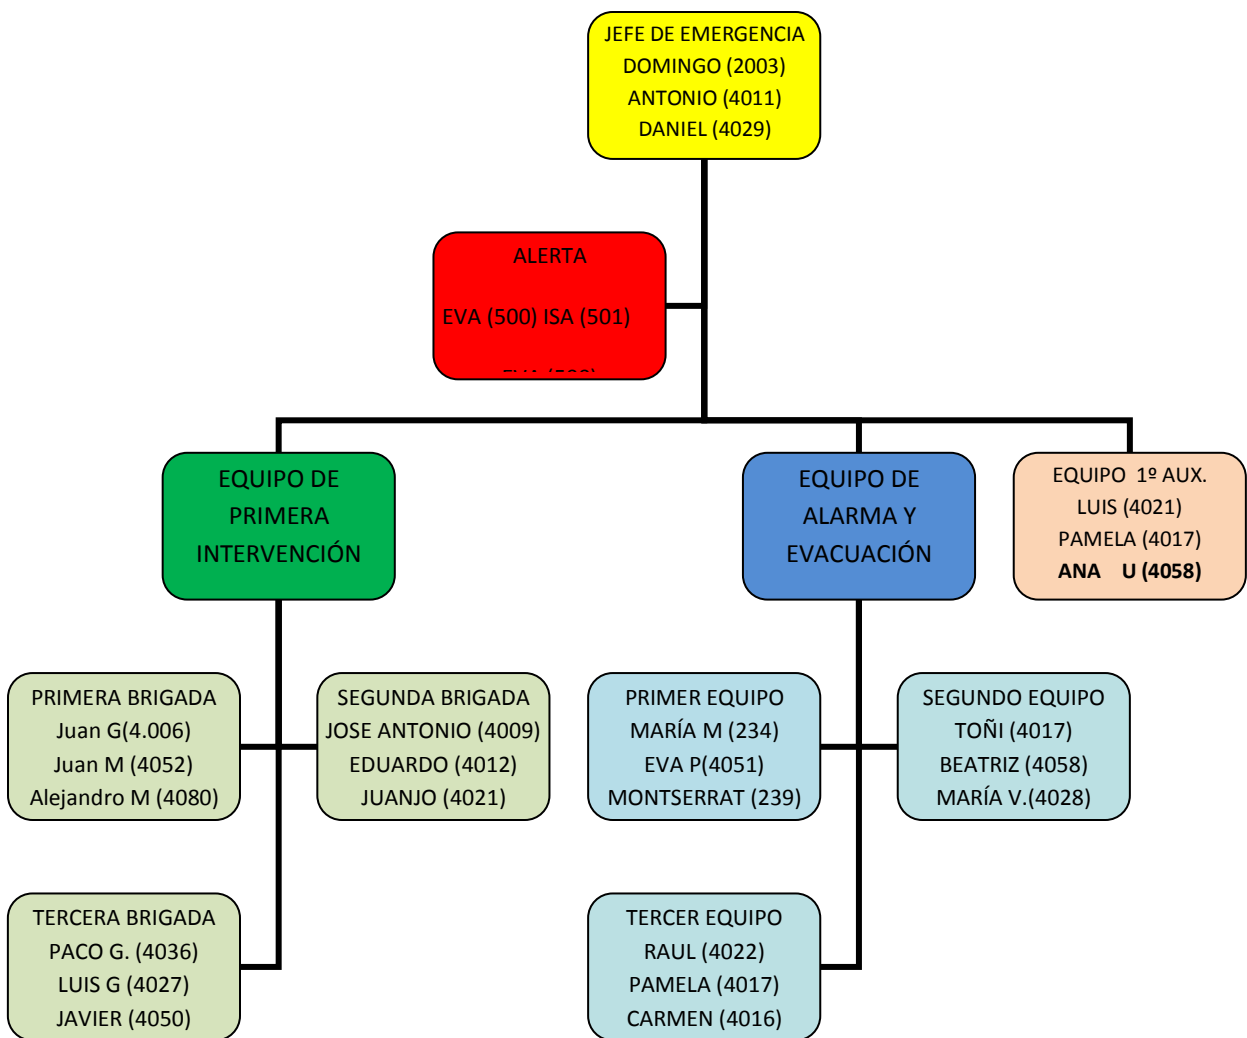 JEFE DE EMERGENCIA
DOMINGO (2003)
ANTONIO (4011)
DANIEL (4029)
ALERTA
EVA (500) ISA (501)
EQUIPO DE
PRIMERA
INTERVENCIÓN
EQUIPO DE
ALARMA Y
EVACUACIÓN
EQUIPO 1º AUX.
LUIS (4021)
PAMELA (4017)
ANA U (4058)
PRIMERA BRIGADA
Juan G(4.006)
Juan M (4052)
Alejandro M (4080)
SEGUNDA BRIGADA
JOSE ANTONIO (4009)
EDUARDO (4012)
JUANJO (4021)
PRIMER EQUIPO
MARÍA M (234)
EVA P(4051)
MONTSERRAT (239)
SEGUNDO EQUIPO
TOÑI (4017)
BEATRIZ (4058)
MARÍA V.(4028)
TERCERA BRIGADA
PACO G. (4036)
LUIS G (4027)
JAVIER (4050)
TERCER EQUIPO
RAUL (4022)
PAMELA (4017)
CARMEN (4016)